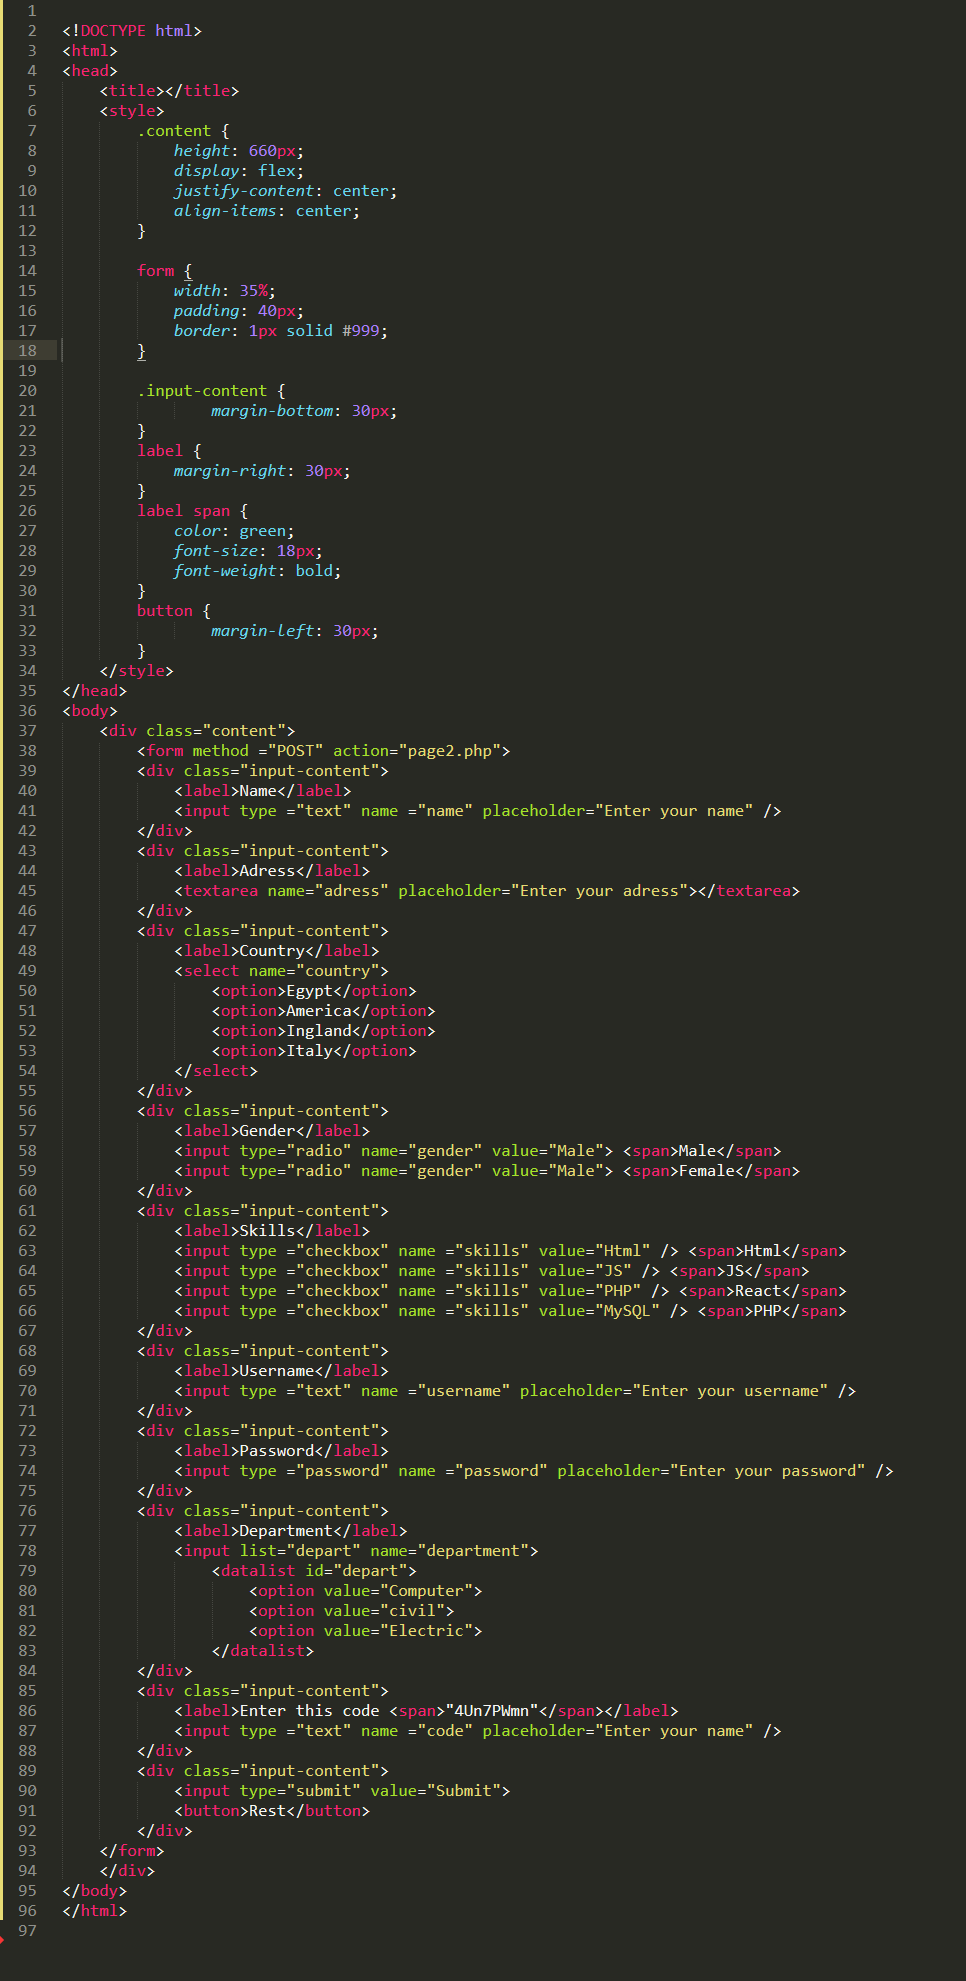 1
2 <!DOCTYPE html>
3 <html>
4 <head>
5     <title></title>
6     <style>
7         .content {
8             height: 660px;
9             display: flex;
10             justify-content: center;
11             align-items: center;
12         }
13
14         form {
15             width: 35%;
16             padding: 40px;
17             border: 1px solid #999;
18         }
19
20         .input-content {
21                 margin-bottom: 30px;
22         }
23         label {
24             margin-right: 30px;
25         }
26         label span {
27             color: green;
28             font-size: 18px;
29             font-weight: bold;
30         }
31         button {
32                 margin-left: 30px;
33         }
34     </style>
35 </head>
36 <body>
37     <div class="content">
38         <form method ="POST" action="page2.php">
39         <div class="input-content">
40             <label>Name</label>
41             <input type ="text" name ="name" placeholder="Enter your name" />
42         </div>
43         <div class="input-content">
44             <label>Adress</label>
45             <textarea name="adress" placeholder="Enter your adress"></textarea>
46         </div>
47         <div class="input-content">
48             <label>Country</label>
49             <select name="country">
50                 <option>Egypt</option>
51                 <option>America</option>
52                 <option>Ingland</option>
53                 <option>Italy</option>
54             </select>
55         </div>
56         <div class="input-content">
57             <label>Gender</label>
58             <input type="radio" name="gender" value="Male"> <span>Male</span>
59             <input type="radio" name="gender" value="Male"> <span>Female</span>
60         </div>
61         <div class="input-content">
62             <label>Skills</label>
63             <input type ="checkbox" name ="skills" value="Html" /> <span>Html</span>
64             <input type ="checkbox" name ="skills" value="JS" /> <span>JS</span>
65             <input type ="checkbox" name ="skills" value="PHP" /> <span>React</span>
66             <input type ="checkbox" name ="skills" value="MySQL" /> <span>PHP</span>
67         </div>
68         <div class="input-content">
69             <label>Username</label>
70             <input type ="text" name ="username" placeholder="Enter your username" />
71         </div>
72         <div class="input-content">
73             <label>Password</label>
74             <input type ="password" name ="password" placeholder="Enter your password" />
75         </div>
76         <div class="input-content">
77             <label>Department</label>
78             <input list="depart" name="department">
79                 <datalist id="depart">
80                     <option value="Computer">
81                     <option value="civil">
82                     <option value="Electric">
83                 </datalist>
84         </div>
85         <div class="input-content">
86             <label>Enter this code <span>"4Un7PWmn"</span></label>
87             <input type ="text" name ="code" placeholder="Enter your name" />
88         </div>
89         <div class="input-content">
90             <input type="submit" value="Submit">
91             <button>Rest</button>
92         </div>
93     </form>
94     </div>
95 </body>
96 </html>
97